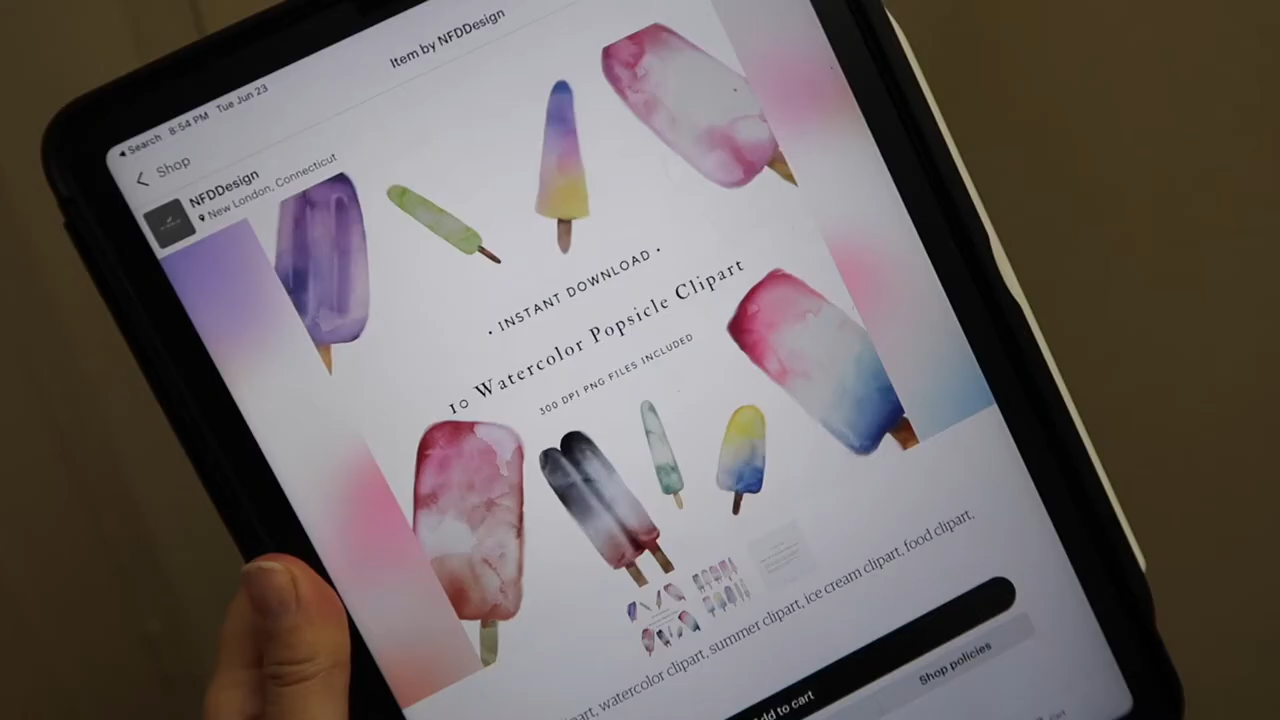 Search 8:54 PM Tue Jun 23
Item by NFDDesign
Shop
NFDDesign
New London, Connecticut
• INSTANT DOWNLOAD •
10 Watercolor Popsicle Clipart
300 DPI PNG FILES INCLUDED
watercolor clipart, summer clipart, ice cream clipart, food clipart,
to cart
Shop policies